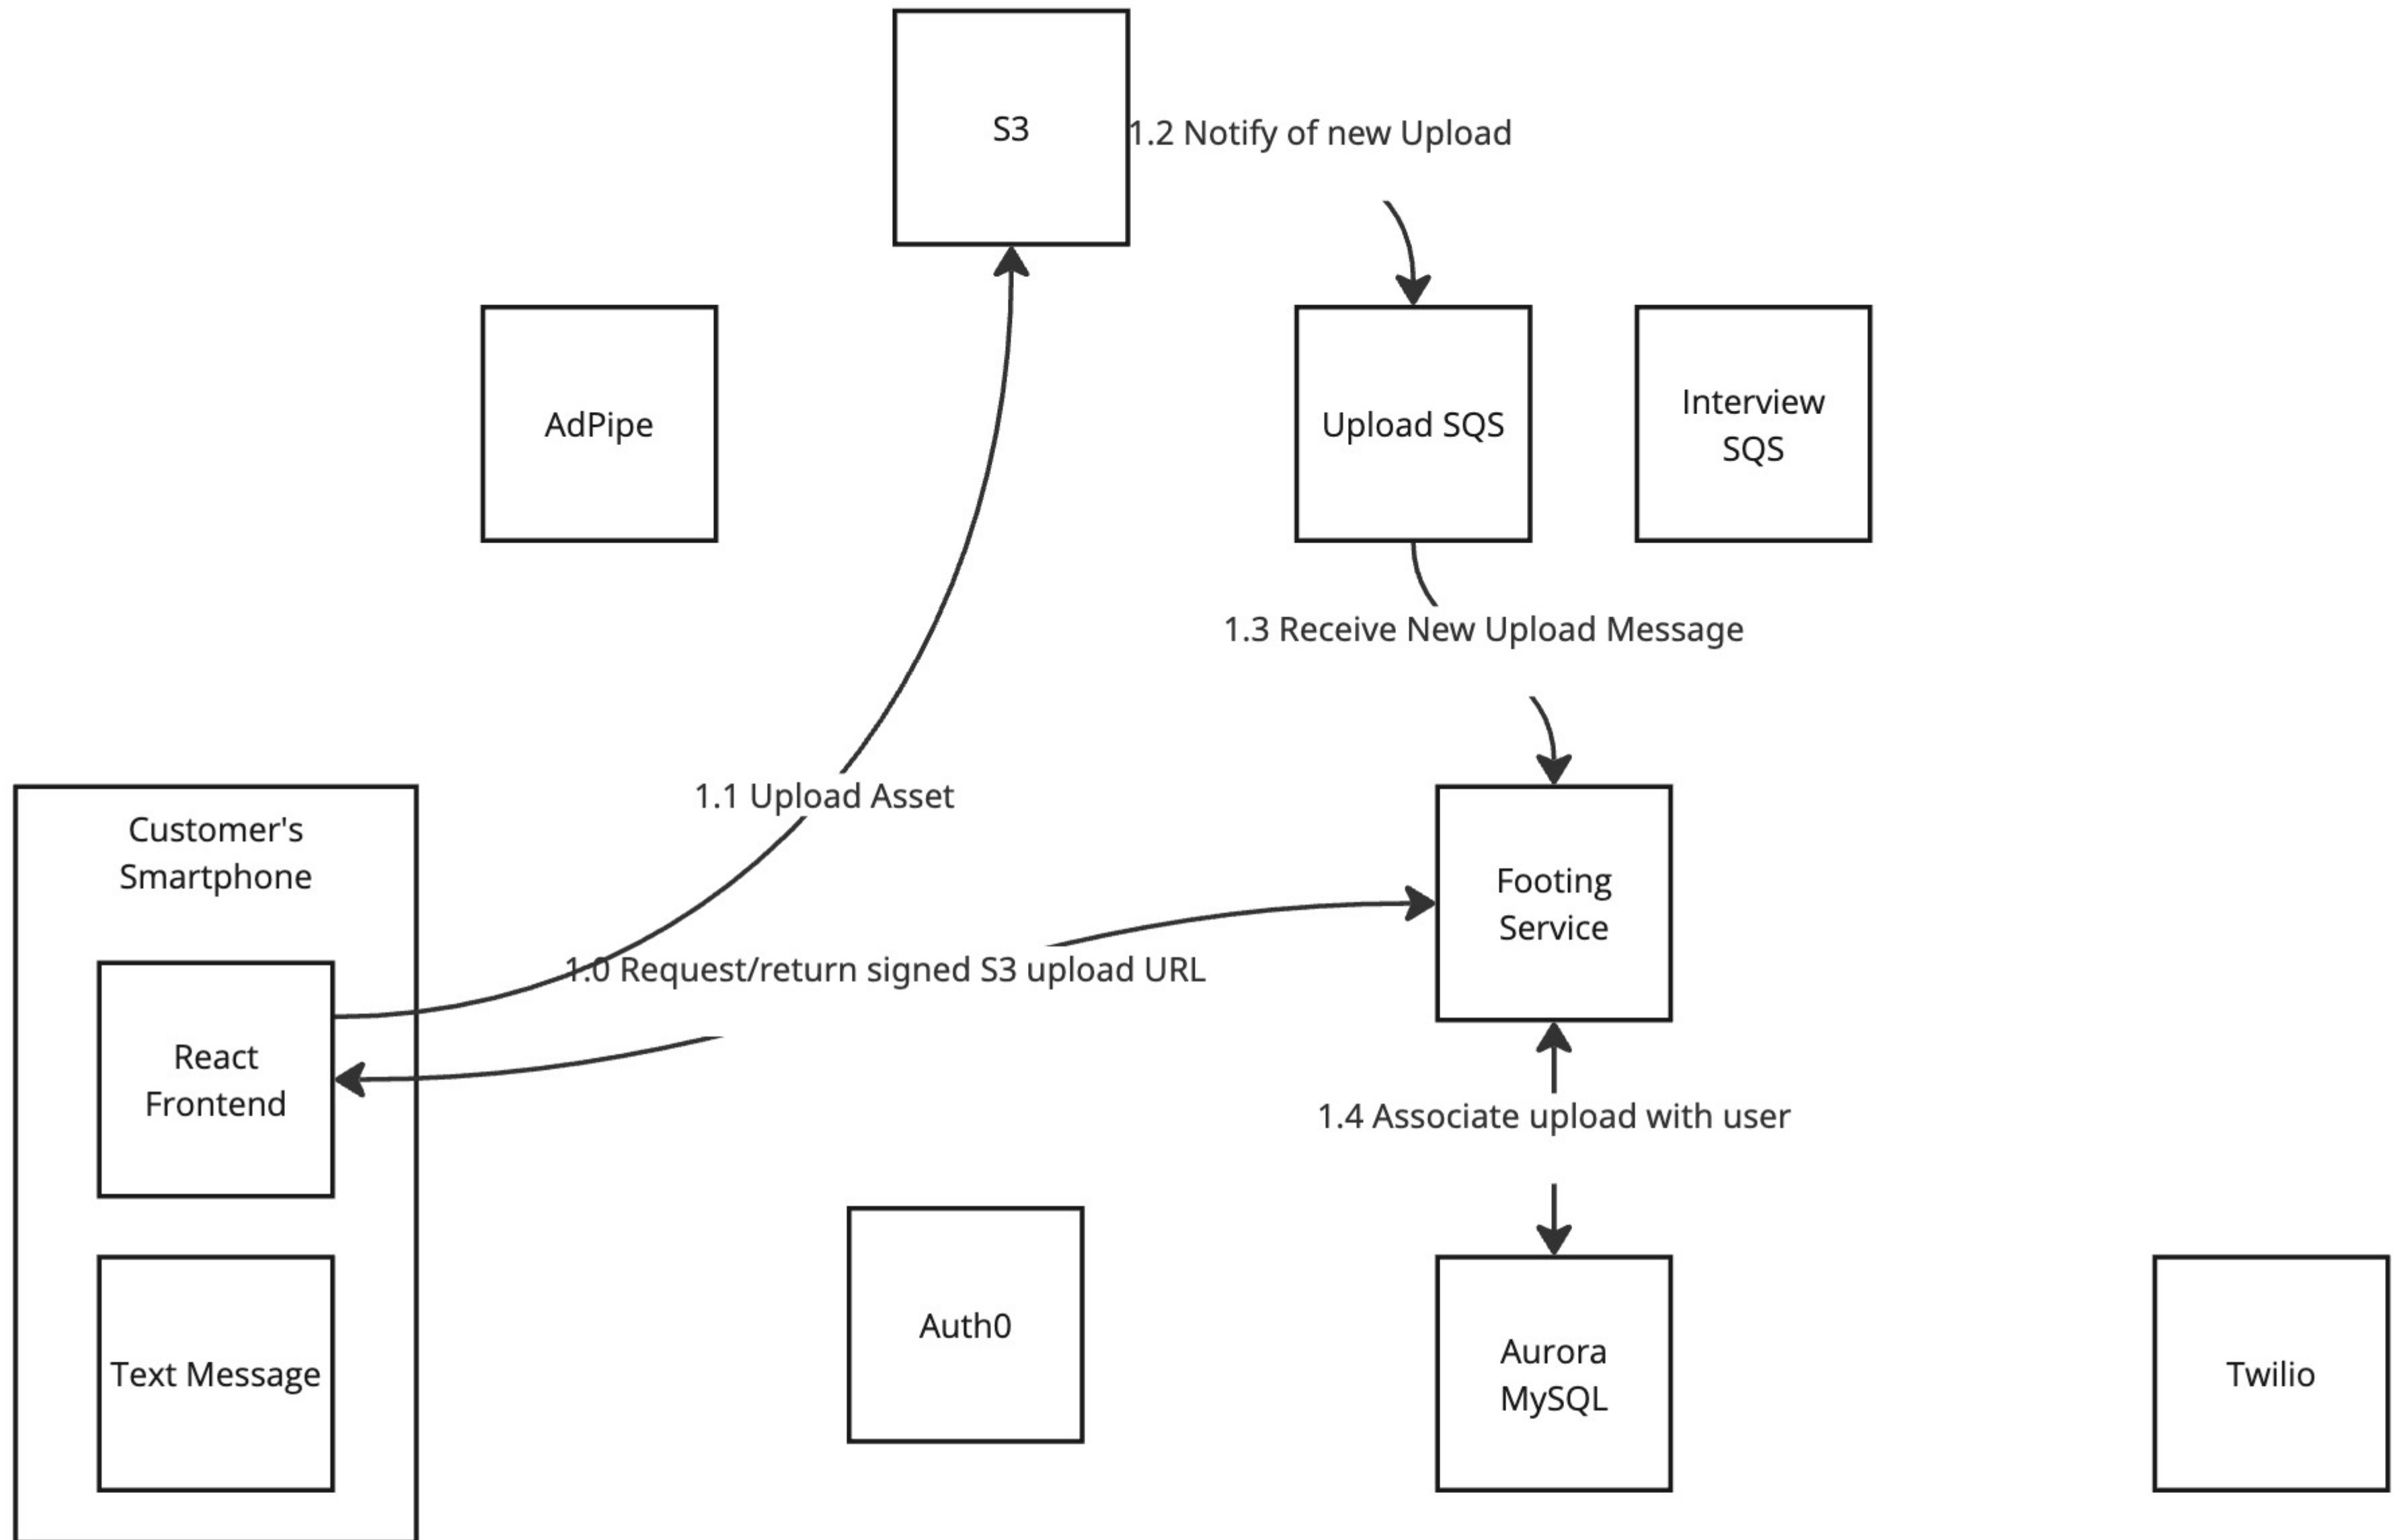 S3
1.2 Notify of new Upload
AdPipe
Upload SQS
Interview
SQS
1.3 Receive New Upload Message
1.1 Upload Asset
Customer's
Smartphone
Footing
Service
1.0 Request/return signed S3 upload URL
React
Frontend
1.4 Associate upload with user
Auth0
Aurora
MySQL
Text Message
Twilio